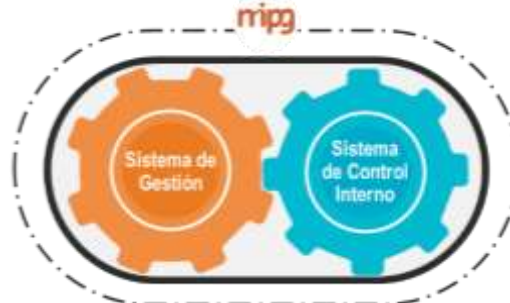 mipg
Sistema de
Gestión
Sistema
de Control
Interno